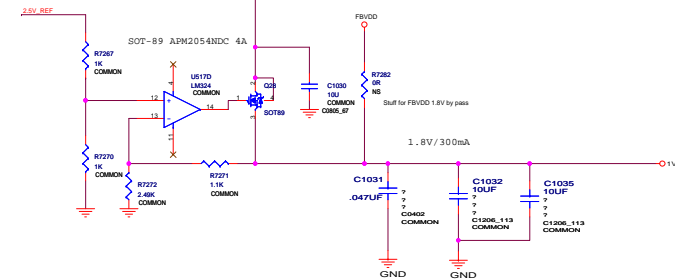 2.5V_REF
FBVDD
SOT-89 APM2054NDC 4A
R7267
1K
COMMON
U517D
LM324
COMMON
4
12
13
14
11
1
2
4
3
SOT89
C1030
10U
COMMON
C0805_67
R7282
0R
NS
Stuff for FBVDD 1.8V by pass
1.8V/300mA
R7270
1K
COMMON
R7272
2.49K
COMMON
R7271
1.1K
COMMON
C1031
.047UF
?
?
C0402
COMMON
C1032
10UF
?
?
C1206_113
COMMON
C1035
10UF
?
?
C1206_113
COMMON
GND
GND